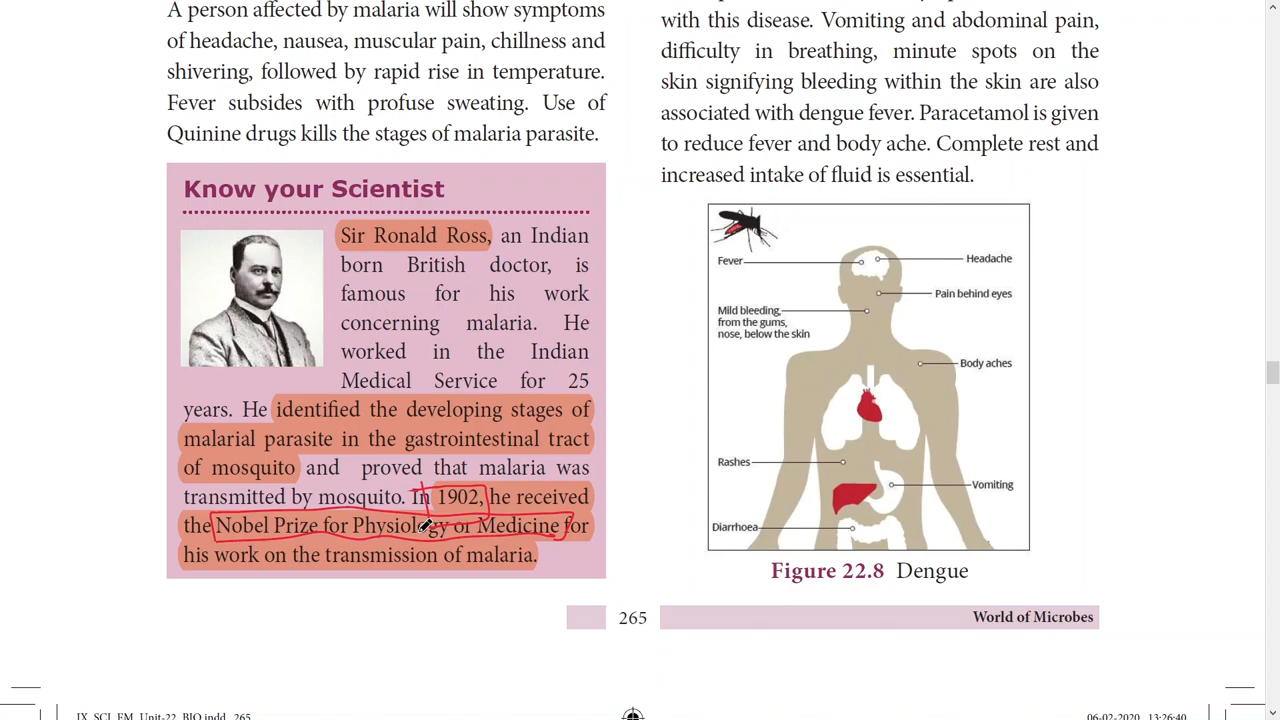 A person affected by malaria will show symptoms
of headache, nausea, muscular pain, chillness and
shivering, followed by rapid rise in temperature.
Fever subsides with profuse sweating. Use of
Quinine drugs kills the stages of malaria parasite.
Know your Scientist
Sir Ronald Ross, an Indian
born British doctor, is
famous for his work
concerning malaria. He
worked in the Indian
Medical Service for 25
years. He identified the developing stages of
malarial parasite in the gastrointestinal tract
of mosquito and proved that malaria was
transmitted by mosquito. In 1902, he received
the Nobel Prize for Physiology or Medicine for
his work on the transmission of malaria.
with this disease. Vomiting and abdominal pain,
difficulty in breathing, minute spots on the
skin signifying bleeding within the skin are also
associated with dengue fever. Paracetamol is given
to reduce fever and body ache. Complete rest and
increased intake of fluid is essential.
Fever
Headache
Pain behind eyes
Mild bleeding,
from the gums,
nose, below the skin
Body aches
Rashes
Vomiting
Diarrhoea
Figure 22.8 Dengue
265
World of Microbes
IX_SCI_EM_Unit-22_BIO.indd 265
06-02-2020 13:26:40